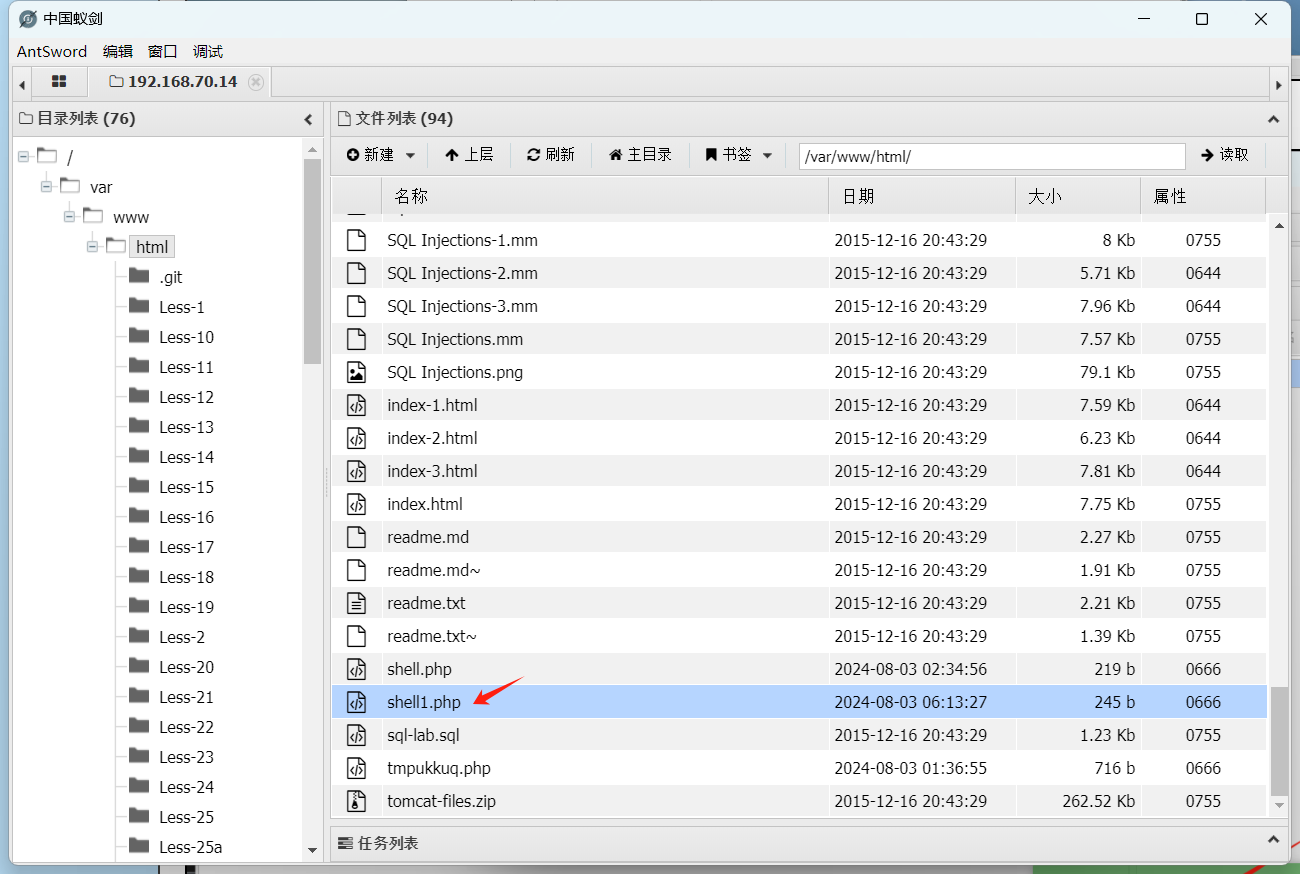 中国蚁剑
AntSword 编辑 窗口 调试
192.168.70.14
目录列表 (76)
/
var
www
html
.git
Less-1
Less-10
Less-11
Less-12
Less-13
Less-14
Less-15
Less-16
Less-17
Less-18
Less-19
Less-2
Less-20
Less-21
Less-22
Less-23
Less-24
Less-25
Less-25a
文件列表 (94)
新建 上层 刷新 主目录 书签 /var/www/html/ 读取
名称 日期 大小 属性
SQL Injections-1.mm 2015-12-16 20:43:29 8 Kb 0755
SQL Injections-2.mm 2015-12-16 20:43:29 5.71 Kb 0644
SQL Injections-3.mm 2015-12-16 20:43:29 7.96 Kb 0644
SQL Injections.mm 2015-12-16 20:43:29 7.57 Kb 0755
SQL Injections.png 2015-12-16 20:43:29 79.1 Kb 0755
index-1.html 2015-12-16 20:43:29 7.59 Kb 0644
index-2.html 2015-12-16 20:43:29 6.23 Kb 0644
index-3.html 2015-12-16 20:43:29 7.81 Kb 0644
index.html 2015-12-16 20:43:29 7.75 Kb 0755
readme.md 2015-12-16 20:43:29 2.27 Kb 0755
readme.md~ 2015-12-16 20:43:29 1.91 Kb 0755
readme.txt 2015-12-16 20:43:29 2.21 Kb 0755
readme.txt~ 2015-12-16 20:43:29 1.39 Kb 0755
shell.php 2024-08-03 02:34:56 219 b 0666
shell1.php 2024-08-03 06:13:27 245 b 0666
sql-lab.sql 2015-12-16 20:43:29 1.23 Kb 0755
tmpukkuq.php 2024-08-03 01:36:55 716 b 0666
tomcat-files.zip 2015-12-16 20:43:29 262.52 Kb 0755
任务列表